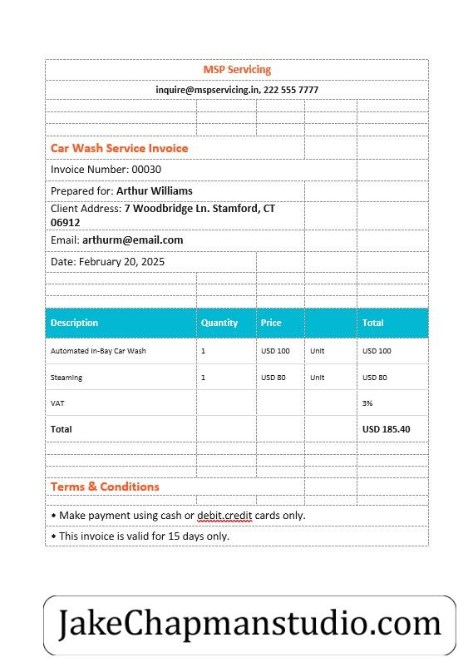 MSP Servicing
inquire@mspservicing.in, 222 555 7777
Car Wash Service Invoice
Invoice Number: 00030
Prepared for: Arthur Williams
Client Address: 7 Woodbridge Ln. Stamford, CT
06912
Email: arthurm@email.com
Date: February 20, 2025
Description Quantity Price Total
Automated In-Bay Car Wash 1 USD 100 Unit USD 100
Steaming 1 USD 80 Unit USD 80
VAT 3%
Total USD 185.40
Terms & Conditions
• Make payment using cash or debit.credit cards only.
• This invoice is valid for 15 days only.
JakeChapmanstudio.com